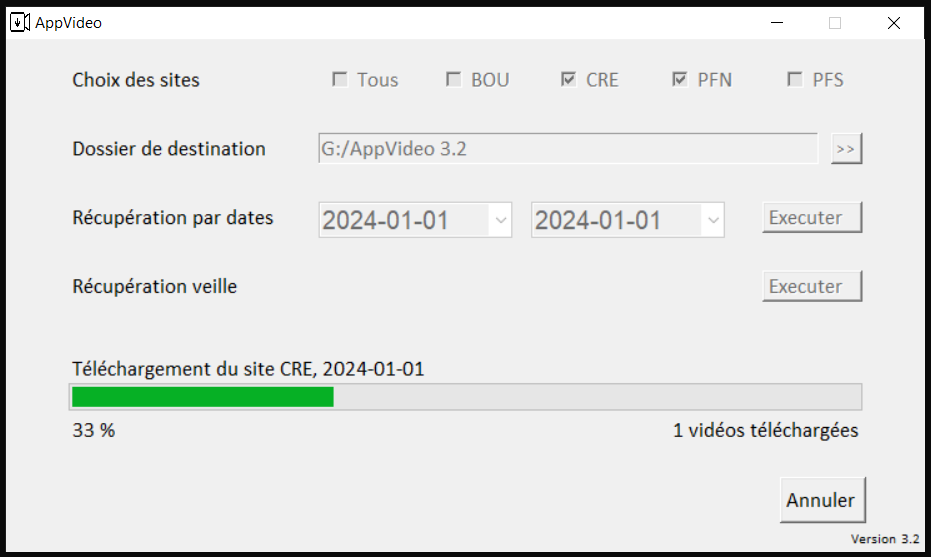 AppVideo
Choix des sites Tous BOU CRE PFN PFS
Dossier de destination G:/AppVideo 3.2 >>
Récupération par dates 2024-01-01 2024-01-01 Executer
Récupération veille Executer
Téléchargement du site CRE, 2024-01-01
33 % 1 vidéos téléchargées
Annuler
Version 3.2